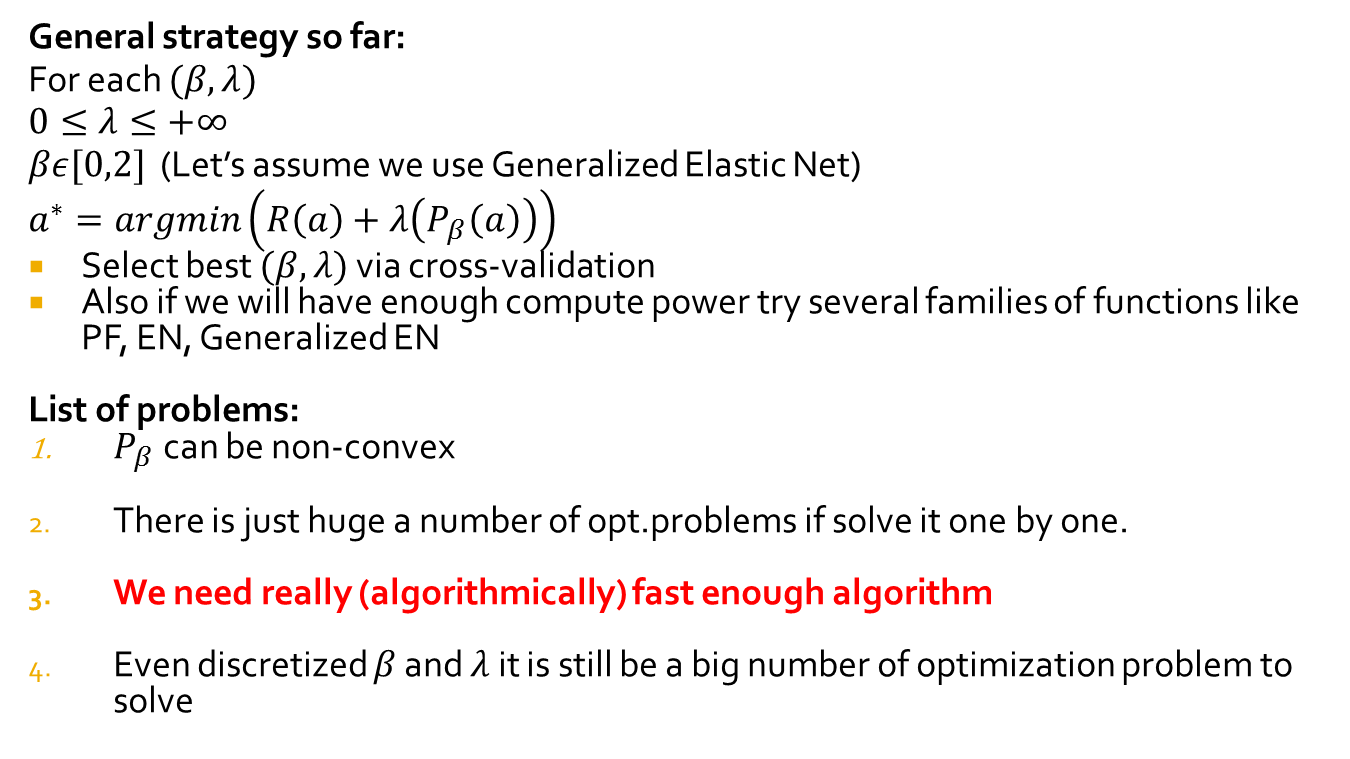 General strategy so far:
For each (β, λ)
0 ≤ λ ≤ +∞
βϵ[0,2] (Let's assume we use Generalized Elastic Net)
a* = argmin(R(a) + λ(P_β(a)))
▪ Select best (β, λ) via cross-validation
▪ Also if we will have enough compute power try several families of functions like
PF, EN, Generalized EN
List of problems:
1. P_β can be non-convex
2. There is just huge a number of opt.problems if solve it one by one.
3. We need really (algorithmically) fast enough algorithm
4. Even discretized β and λ it is still be a big number of optimization problem to
solve